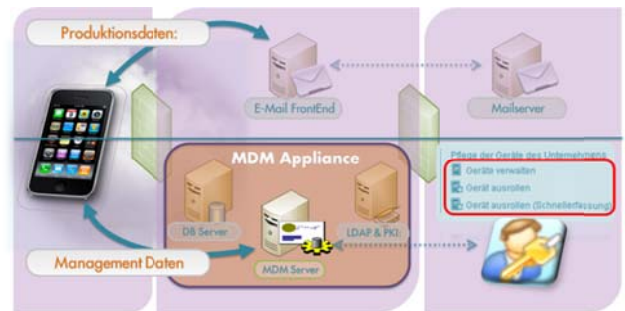 Produktionsdaten:
E-Mail FrontEnd
Mailserver
MDM Appliance
DB Server
LDAP & PKI:
MDM Server
Management Daten
Pflege der Geräte des Unternehmens
Geräte verwalten
Gerät ausrollen
Gerät ausrollen (Schnellerfassung)